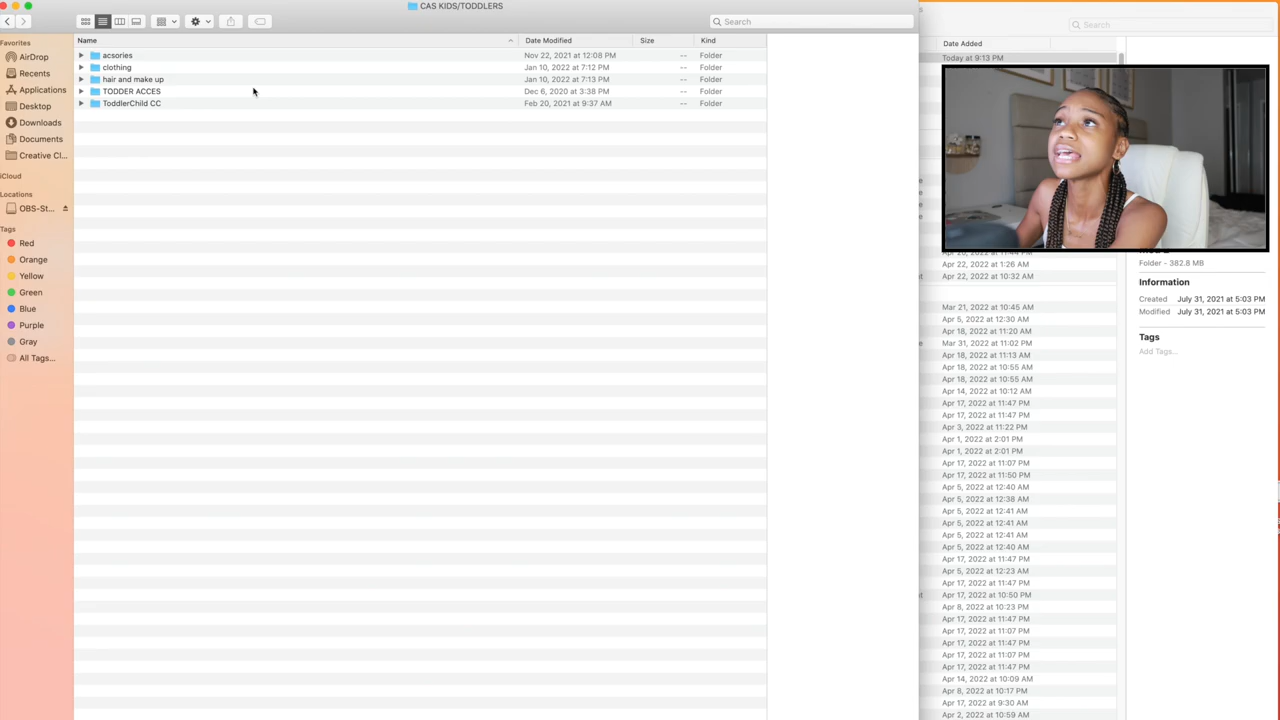 CAS KIDS/TODDLERS
Search
Search
Favorites
AirDrop
Recents
Applications
Desktop
Downloads
Documents
Creative Cl...
iCloud
Locations
OBS-St...
Tags
Red
Orange
Yellow
Green
Blue
Purple
Gray
All Tags...
Name Date Modified Size Kind
acsories Nov 22, 2021 at 12:08 PM -- Folder
clothing Jan 10, 2022 at 7:12 PM -- Folder
hair and make up Jan 10, 2022 at 7:13 PM -- Folder
TODDER ACCES Dec 6, 2020 at 3:38 PM -- Folder
ToddlerChild CC Feb 20, 2021 at 9:37 AM -- Folder
Date Added
Today at 9:13 PM
Apr 22, 2022 at 1:26 AM
Apr 22, 2022 at 10:32 AM
Mar 21, 2022 at 10:45 AM
Apr 5, 2022 at 12:30 AM
Apr 18, 2022 at 11:20 AM
Mar 31, 2022 at 11:02 PM
Apr 18, 2022 at 11:13 AM
Apr 18, 2022 at 10:55 AM
Apr 18, 2022 at 10:55 AM
Apr 14, 2022 at 10:12 AM
Apr 17, 2022 at 11:47 PM
Apr 17, 2022 at 11:47 PM
Apr 3, 2022 at 11:22 PM
Apr 1, 2022 at 2:01 PM
Apr 1, 2022 at 2:01 PM
Apr 17, 2022 at 11:07 PM
Apr 17, 2022 at 11:50 PM
Apr 5, 2022 at 12:40 AM
Apr 5, 2022 at 12:38 AM
Apr 5, 2022 at 12:41 AM
Apr 5, 2022 at 12:41 AM
Apr 5, 2022 at 12:41 AM
Apr 5, 2022 at 12:40 AM
Apr 17, 2022 at 11:47 PM
Apr 5, 2022 at 12:23 AM
Apr 17, 2022 at 11:47 PM
Apr 17, 2022 at 10:50 PM
Apr 8, 2022 at 10:23 PM
Apr 17, 2022 at 11:47 PM
Apr 17, 2022 at 11:07 PM
Apr 17, 2022 at 11:47 PM
Apr 17, 2022 at 11:07 PM
Apr 17, 2022 at 11:47 PM
Apr 14, 2022 at 10:09 AM
Apr 8, 2022 at 10:17 PM
Apr 17, 2022 at 9:30 AM
Apr 2, 2022 at 10:59 AM
Folder - 382.8 MB
Information
Created July 31, 2021 at 5:03 PM
Modified July 31, 2021 at 5:03 PM
Tags
Add Tags...